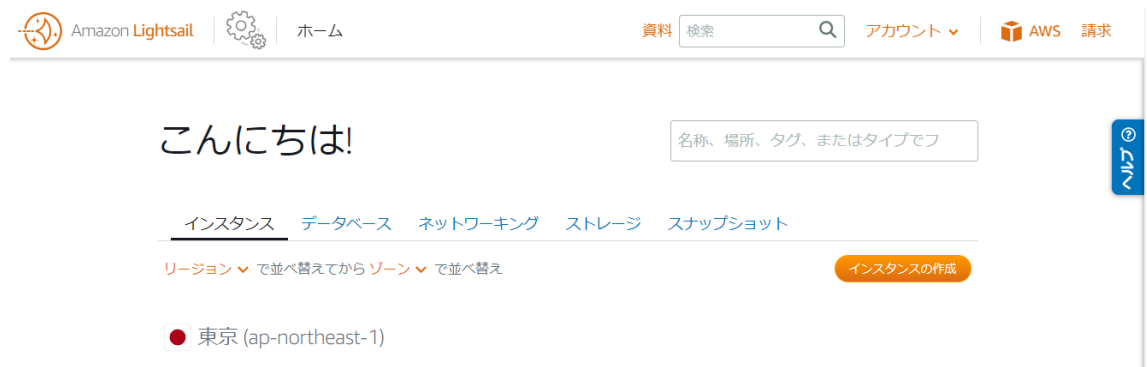 Amazon Lightsail ホーム 資料 検索 アカウント AWS 請求
こんにちは!
名称、場所、タグ、またはタイプでフ
ヘルプ
インスタンス データベース ネットワーキング ストレージ スナップショット
リージョン で並べ替えてから ゾーン で並べ替え インスタンスの作成
東京 (ap-northeast-1)